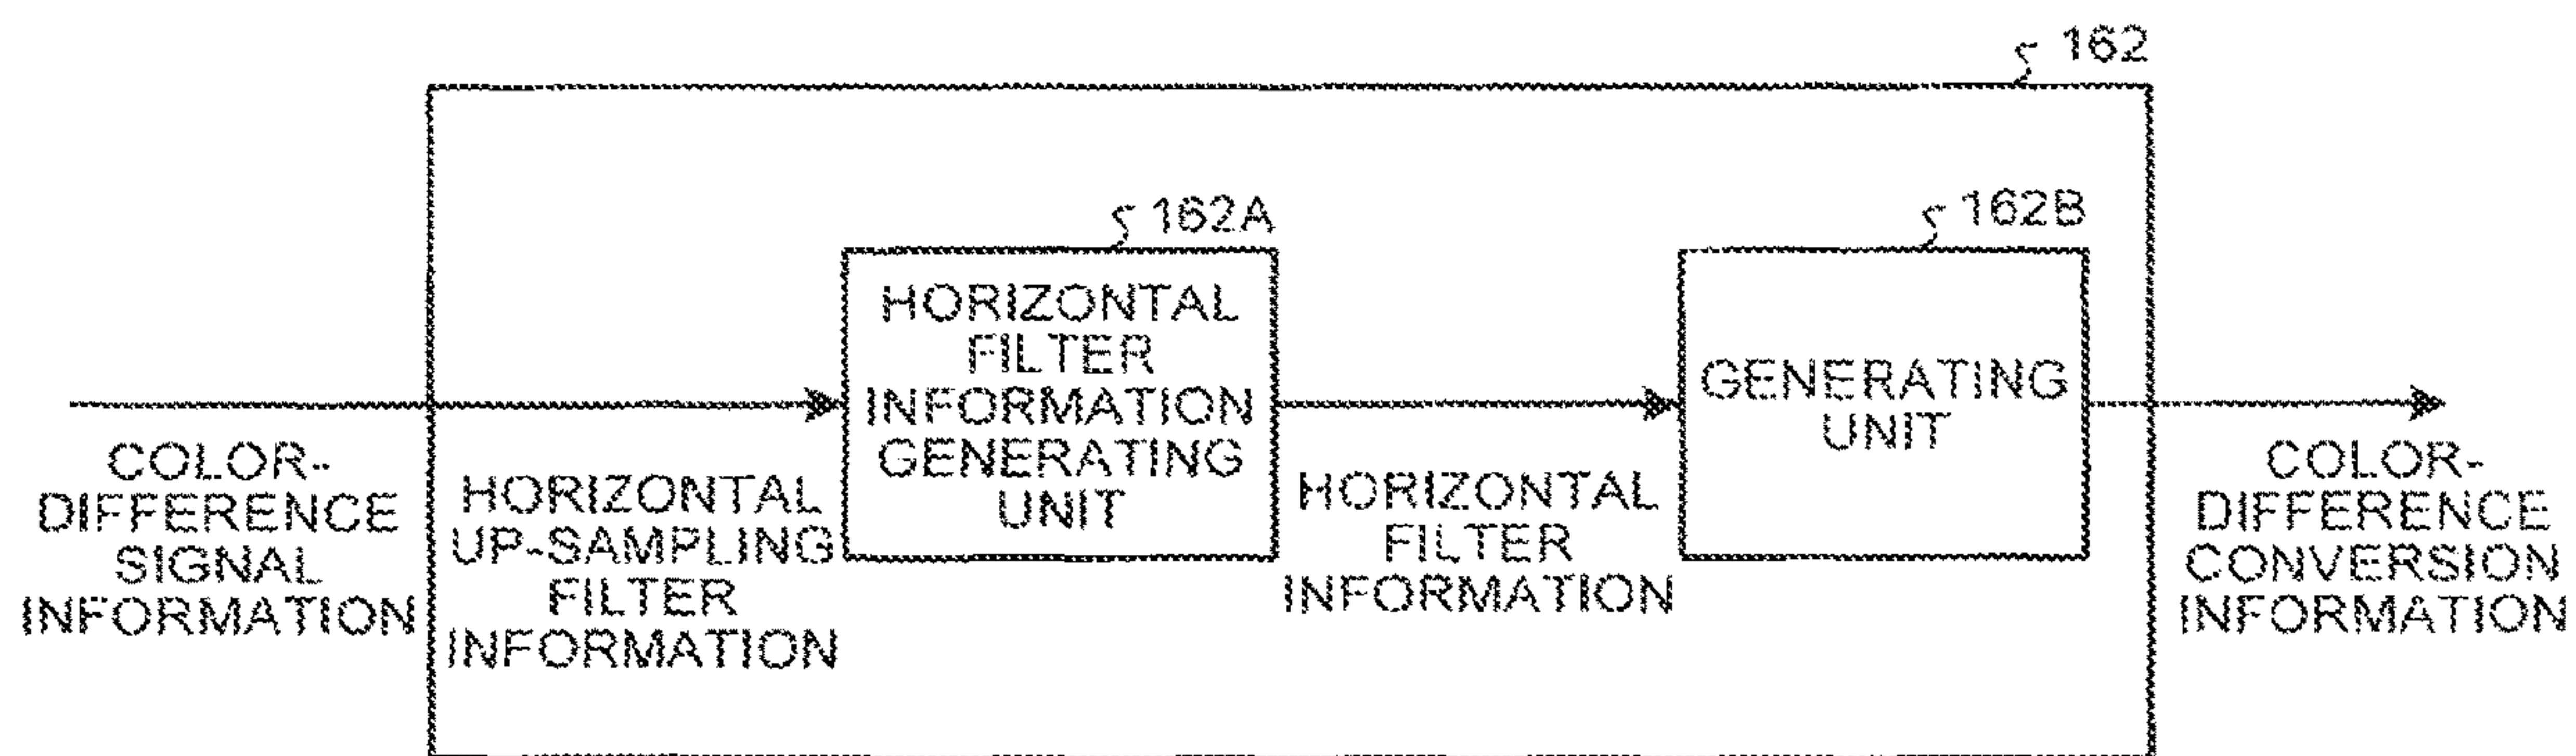 162
162A
162B
HORIZONTAL
FILTER
INFORMATION
GENERATING
UNIT
GENERATING
UNIT
COLOR-
DIFFERENCE
SIGNAL
INFORMATION
HORIZONTAL
UP-SAMPLING
FILTER
INFORMATION
HORIZONTAL
FILTER
INFORMATION
COLOR-
DIFFERENCE
CONVERSION
INFORMATION